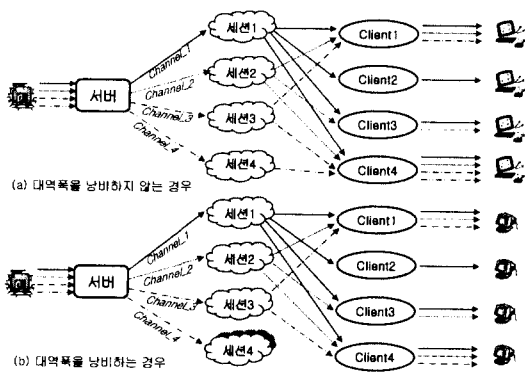 세션1
Client1
Channel_1
세션2
Client2
Channel_2
서버
Channel_3
세션3
Client3
Channel_4
세션4
Client4
(a) 대역폭을 낭비하지 않는 경우
세션1
Client1
Channel_1
세션2
Client2
Channel_2
서버
Channel_3
세션3
Client3
Channel_4
세션4
Client4
(b) 대역폭을 낭비하는 경우